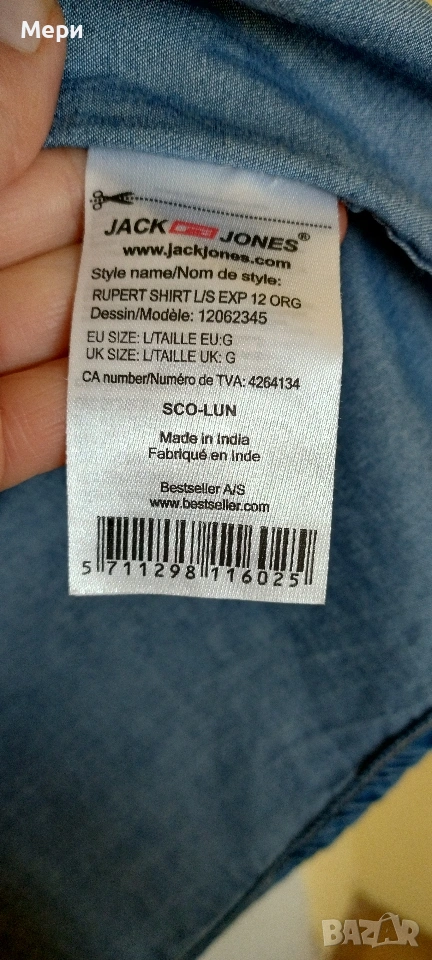 Мери
JACK JONES®
www.jackjones.com
Style name/Nom de style:
RUPERT SHIRT L/S EXP 12 ORG
Dessin/Modèle: 12062345
EU SIZE: L/TAILLE EU:G
UK SIZE: L/TAILLE UK: G
CA number/Numéro de TVA: 4264134
SCO-LUN
Made in India
Fabriqué en Inde
Bestseller A/S
www.bestseller.com
5 711298 116025
BAZAR